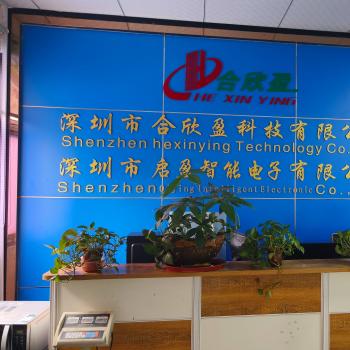 合欣盈
HE XIN YING
深圳市合欣盈科技有限公
Shenzhen hexinying Technology Co.
深圳市启盈智能电子有限公
Shenzhen Intelligent Electronic Co.,